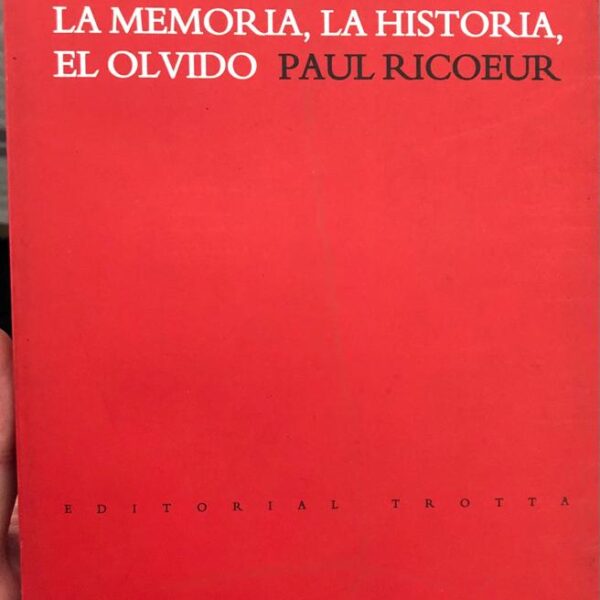 LA MEMORIA, LA HISTORIA,
EL OLVIDO PAUL RICOEUR
EDITORIAL TROTTA